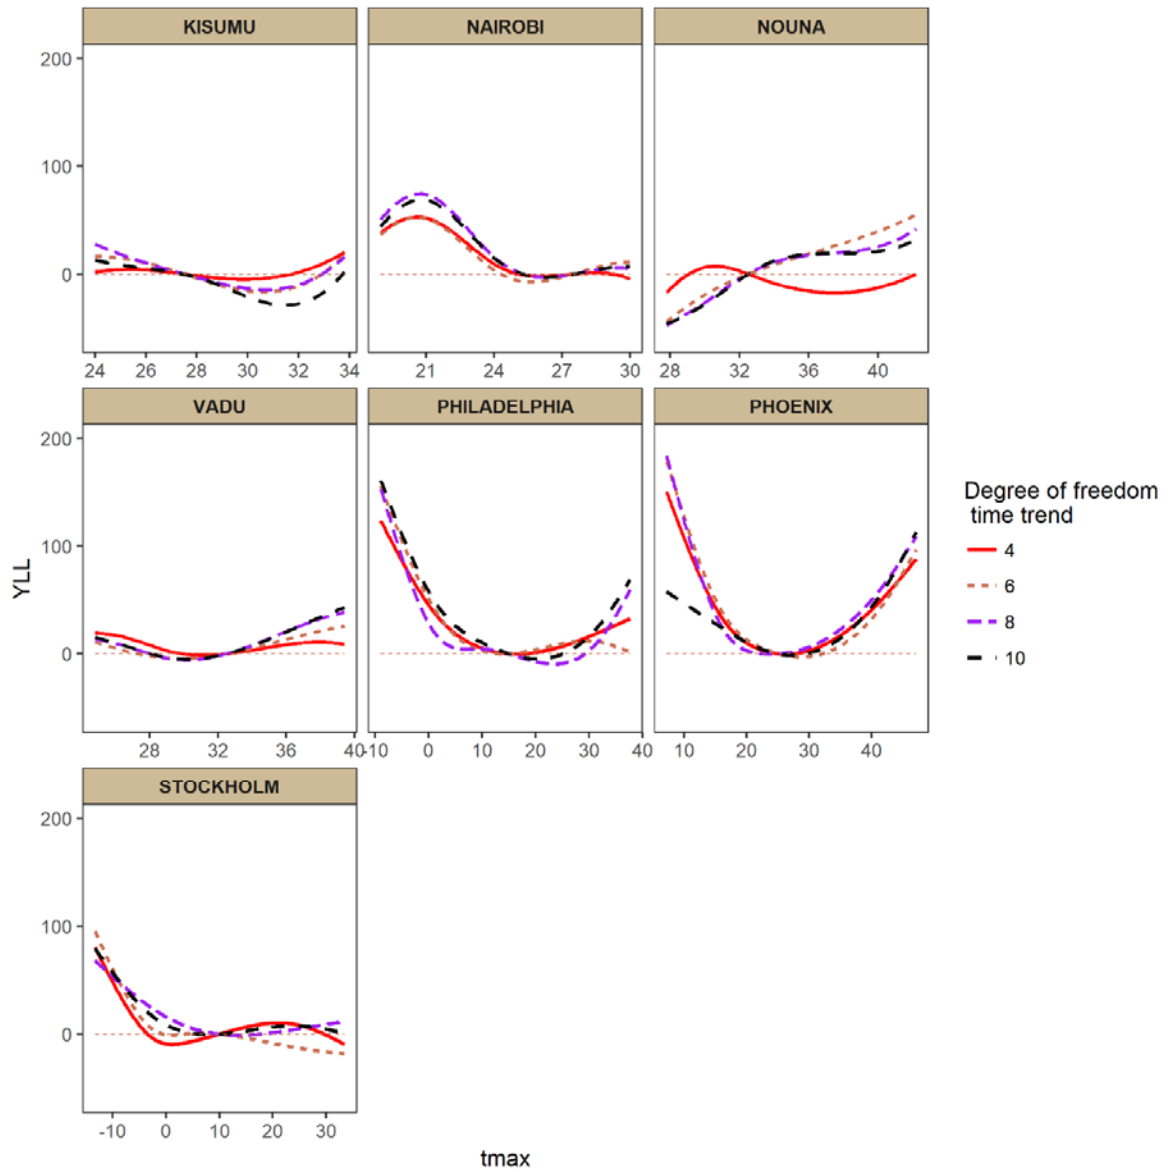 KISUMU NAIROBI NOUNA
200
100
0
24 26 28 30 32 34 21 24 27 30 28 32 36 40
VADU PHILADELPHIA PHOENIX
200
100
0
28 32 36 40 -10 0 10 20 30 40 10 20 30 40
YLL
Degree of freedom
time trend
4
6
8
10
STOCKHOLM
200
100
0
-10 0 10 20 30
tmax